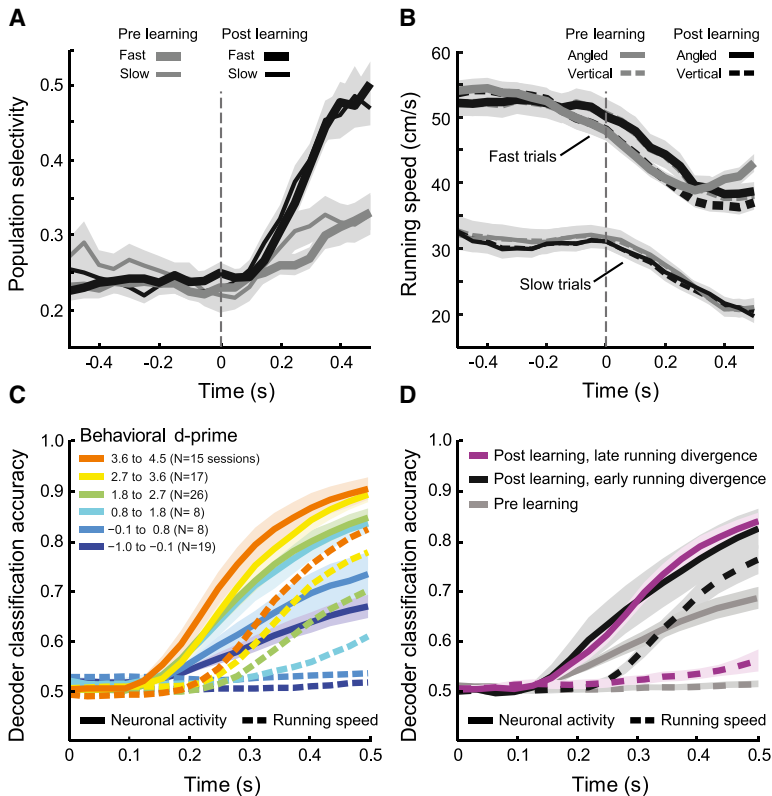 A
Pre learning Post learning
Fast Fast
Slow Slow
Population selectivity
0.5
0.4
0.3
0.2
-0.4 -0.2 0 0.2 0.4
Time (s)
B
Pre learning Post learning
Angled Angled
Vertical Vertical
Running speed (cm/s)
60
50
40
30
20
Fast trials
Slow trials
-0.4 -0.2 0 0.2 0.4
Time (s)
C
Behavioral d-prime
3.6 to 4.5 (N=15 sessions)
2.7 to 3.6 (N=17)
1.8 to 2.7 (N=26)
0.8 to 1.8 (N= 8)
−0.1 to 0.8 (N= 8)
−1.0 to −0.1 (N=19)
Decoder classification accuracy
1.0
0.9
0.8
0.7
0.6
0.5
Neuronal activity Running speed
0 0.1 0.2 0.3 0.4 0.5
Time (s)
D
Post learning, late running divergence
Post learning, early running divergence
Pre learning
Decoder classification accuracy
1.0
0.9
0.8
0.7
0.6
0.5
Neuronal activity Running speed
0 0.1 0.2 0.3 0.4 0.5
Time (s)